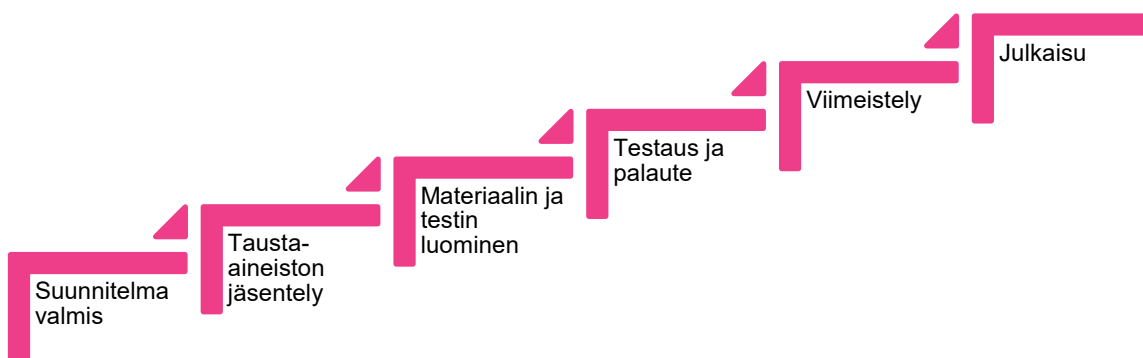 Suunnitelma
valmis
Tausta-
aineiston
jäsentely
Materiaalin ja
testin
luominen
Testaus ja
palaute
Viimeistely
Julkaisu